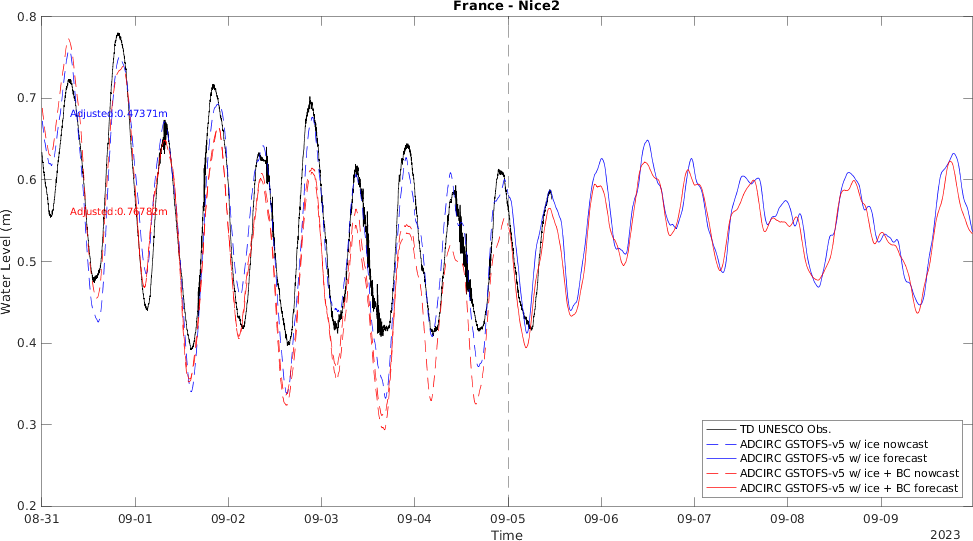 France - Nice2
0.8
0.7
0.6
0.5
0.4
0.3
0.2
Water Level (m)
Adjusted:0.47371m
Adjusted:0.76782m
TD UNESCO Obs.
ADCIRC GSTOFS-v5 w/ ice nowcast
ADCIRC GSTOFS-v5 w/ ice forecast
ADCIRC GSTOFS-v5 w/ ice + BC nowcast
ADCIRC GSTOFS-v5 w/ ice + BC forecast
08-31 09-01 09-02 09-03 09-04 09-05 09-06 09-07 09-08 09-09
Time
2023